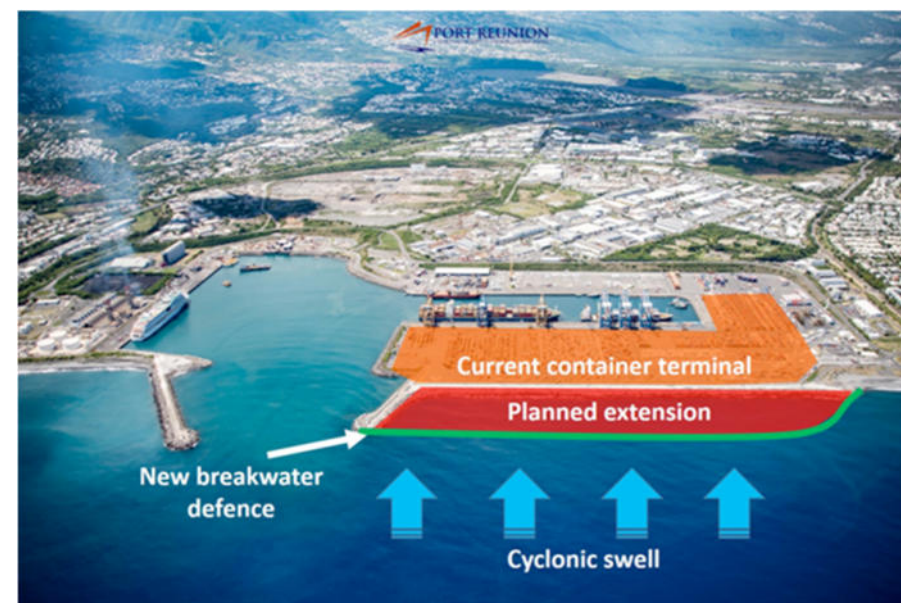 PORT REUNION
Current container terminal
Planned extension
New breakwater
defence
Cyclonic swell